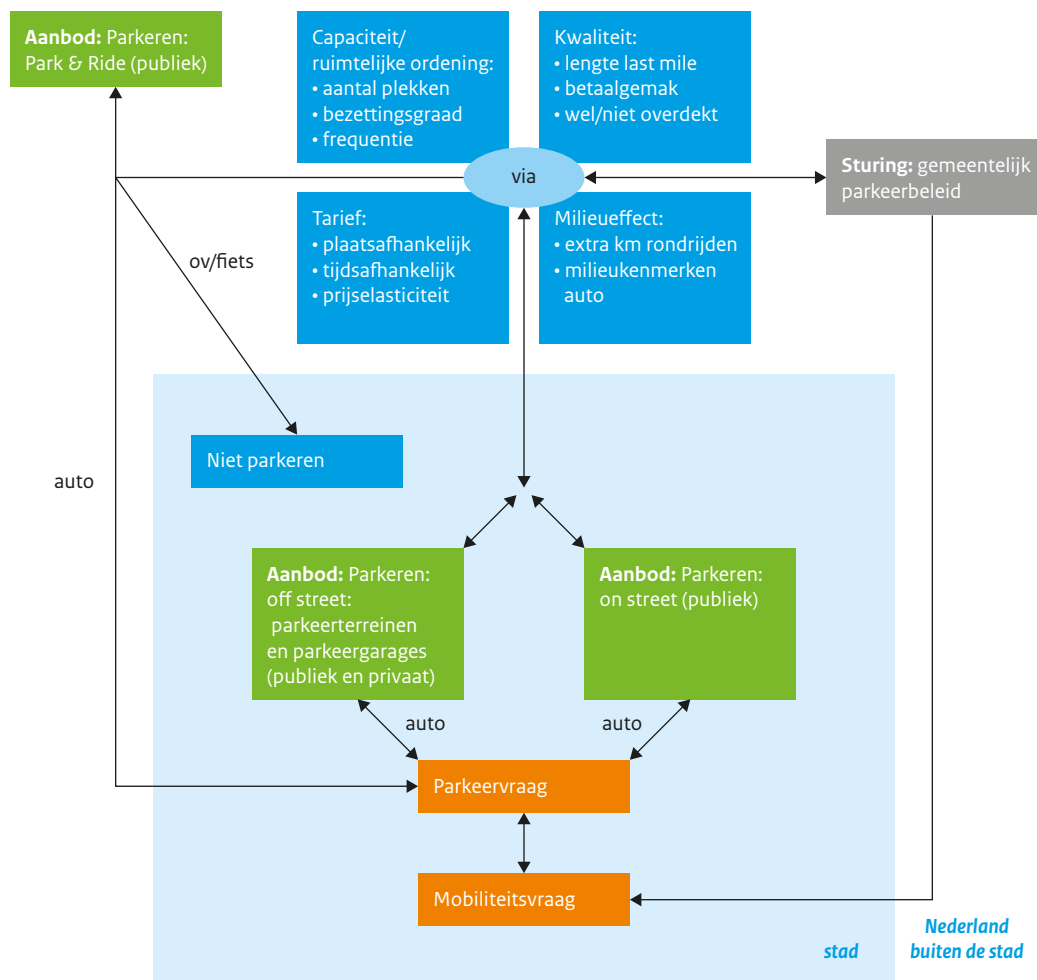 Aanbod: Parkeren:
Park & Ride (publiek)
Capaciteit/
ruimtelijke ordening:
• aantal plekken
• bezettingsgraad
• frequentie
Kwaliteit:
• lengte last mile
• betaalgemak
• wel/niet overdekt
via
Sturing: gemeentelijk
parkeerbeleid
Tarief:
• plaatsafhankelijk
• tijdsafhankelijk
• prijselasticiteit
Milieueffect:
• extra km rondrijden
• milieukenmerken
auto
ov/fiets
Niet parkeren
auto
Aanbod: Parkeren:
off street:
parkeerterreinen
en parkeergarages
(publiek en privaat)
Aanbod: Parkeren:
on street (publiek)
auto
auto
Parkeervraag
Mobiliteitsvraag
stad
Nederland
buiten de stad